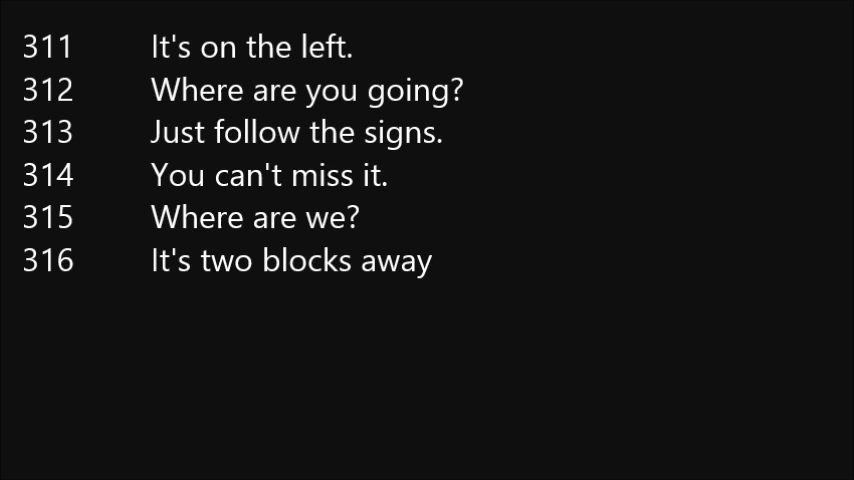 311 It's on the left.
312 Where are you going?
313 Just follow the signs.
314 You can't miss it.
315 Where are we?
316 It's two blocks away